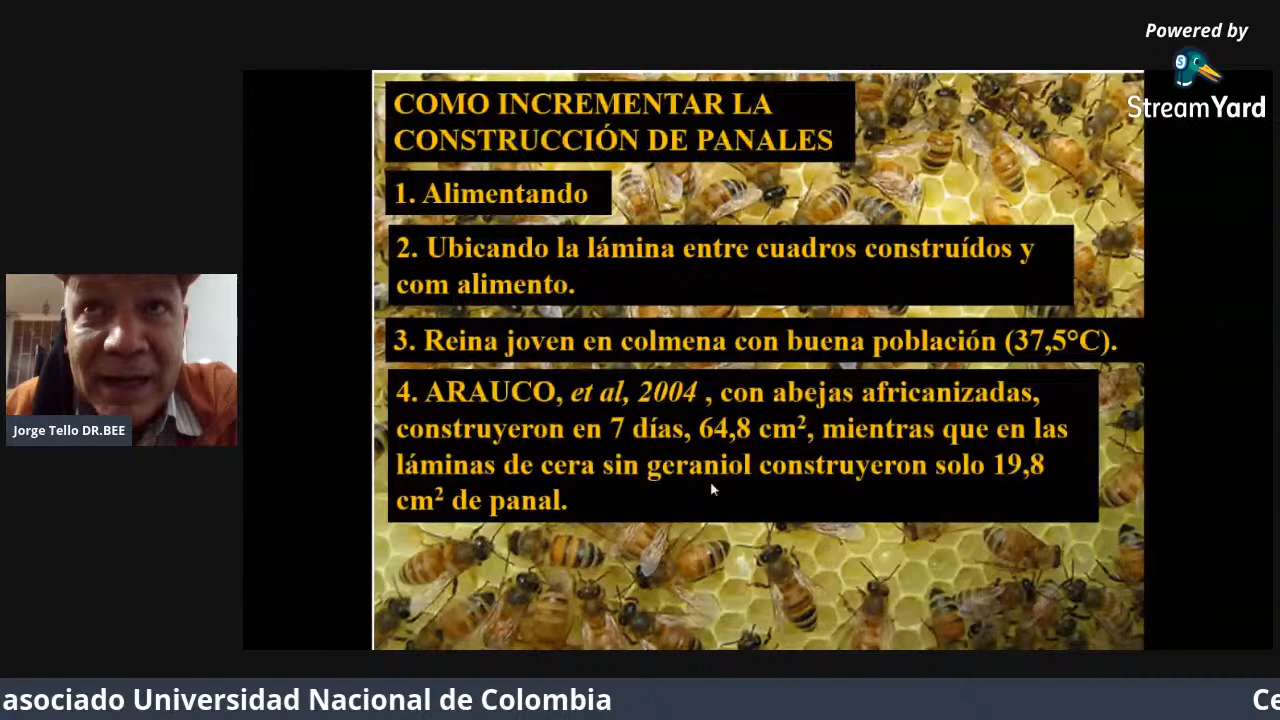 Powered by
StreamYard
COMO INCREMENTAR LA
CONSTRUCCIÓN DE PANALES
1. Alimentando
2. Ubicando la lámina entre cuadros construídos y
com alimento.
3. Reina joven en colmena con buena población (37,5°C).
4. ARAUCO, et al, 2004 , con abejas africanizadas,
construyeron en 7 días, 64,8 cm², mientras que en las
láminas de cera sin geraniol construyeron solo 19,8
cm² de panal.
Jorge Tello DR.BEE
asociado Universidad Nacional de Colombia
Ce